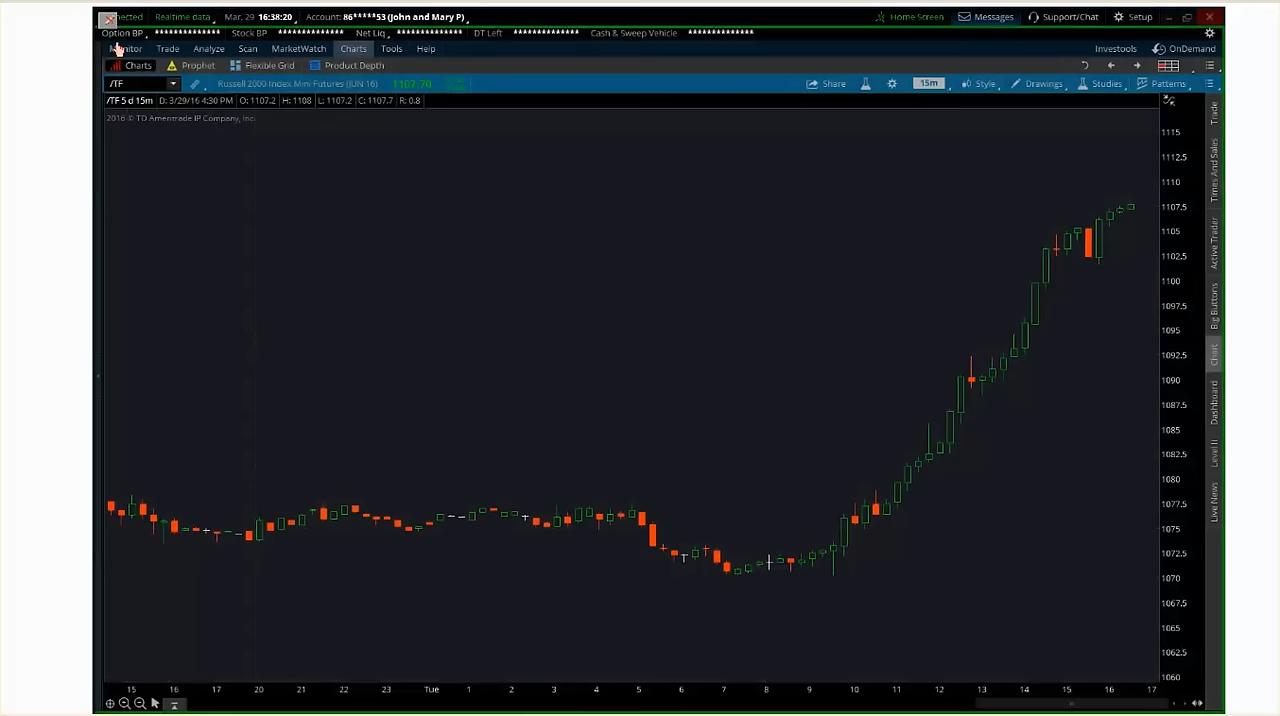 nected Realtime data Mar, 29 16:38:20 Account: 86*****53 (John and Mary P) Home Screen Messages Support/Chat Setup
Option BP ************** Stock BP ************** Net Liq ************** DT Left ************** Cash & Sweep Vehicle **************
Monitor Trade Analyze Scan MarketWatch Charts Tools Help Investools OnDemand
Charts Prophet Flexible Grid Product Depth
/TF Russell 2000 Index Mini Futures (JUN 16) 1107.70 Share 15m Style Drawings Studies Patterns
/TF 5 d 15m D: 3/29/16 4:30 PM O: 1107.2 H: 1108 L: 1107.2 C: 1107.7 R: 0.8
2016 © TD Ameritrade IP Company, Inc.
1115
1112.5
1110
1107.5
1105
1102.5
1100
1097.5
1095
1092.5
1090
1087.5
1085
1082.5
1080
1077.5
1075
1072.5
1070
1067.5
1065
1062.5
1060
15 16 17 20 21 22 23 Tue 1 2 3 4 5 6 7 8 9 10 11 12 13 14 15 16 17
Trade
Times And Sales
Active Trader
Big Buttons
Chart
Dashboard
Level II
Live News